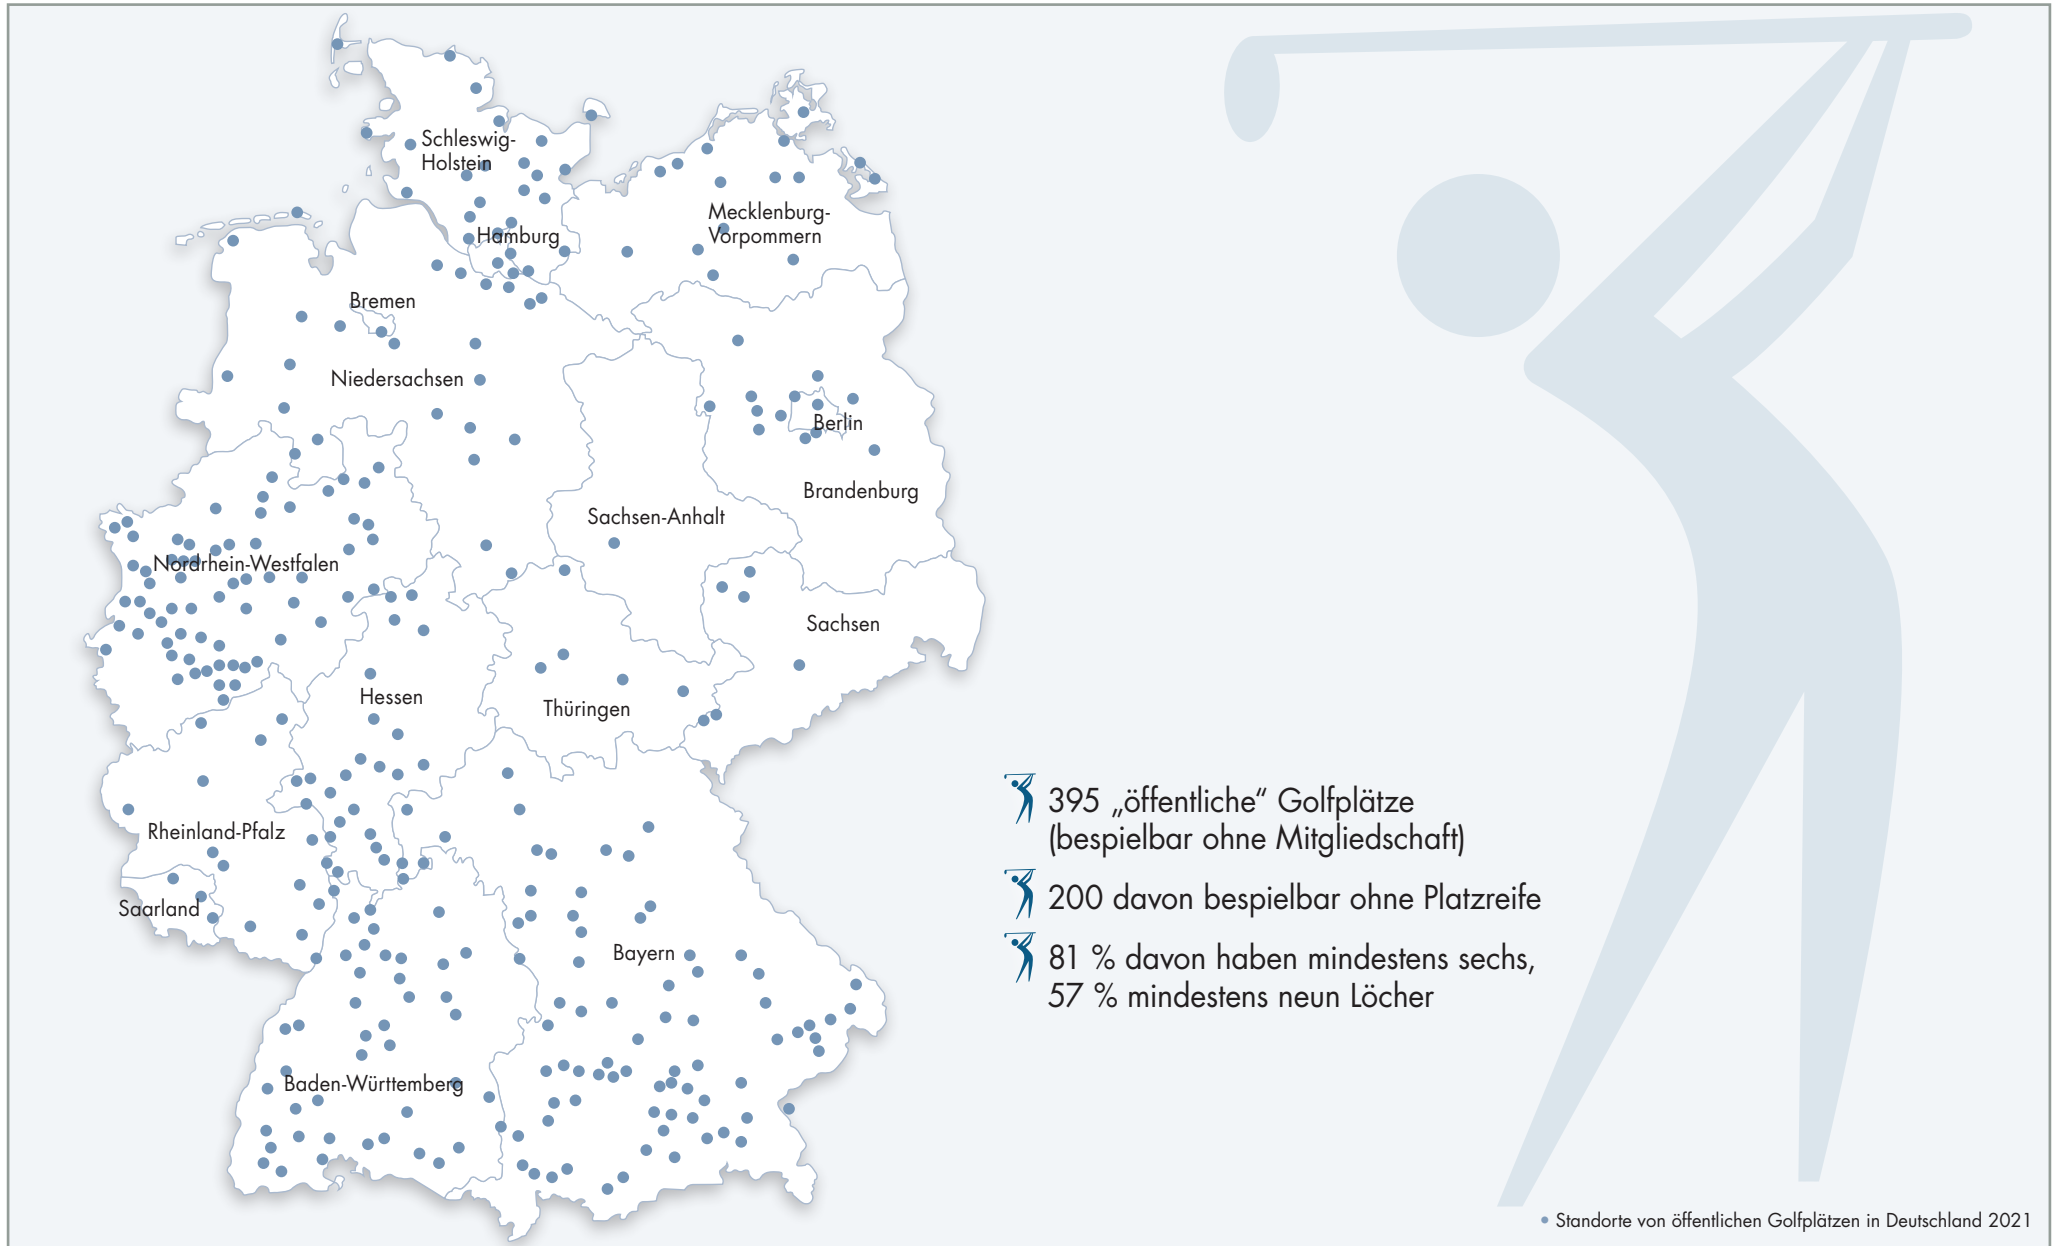 Schleswig-
Holstein
Mecklenburg-
Vorpommern
Hamburg
Bremen
Niedersachsen
Berlin
Brandenburg
Sachsen-Anhalt
Nordrhein-Westfalen
Sachsen
Hessen
Thüringen
Rheinland-Pfalz
Saarland
Bayern
Baden-Württemberg
395 „öffentliche“ Golfplätze
(bespielbar ohne Mitgliedschaft)
200 davon bespielbar ohne Platzreife
81 % davon haben mindestens sechs,
57 % mindestens neun Löcher
• Standorte von öffentlichen Golfplätzen in Deutschland 2021